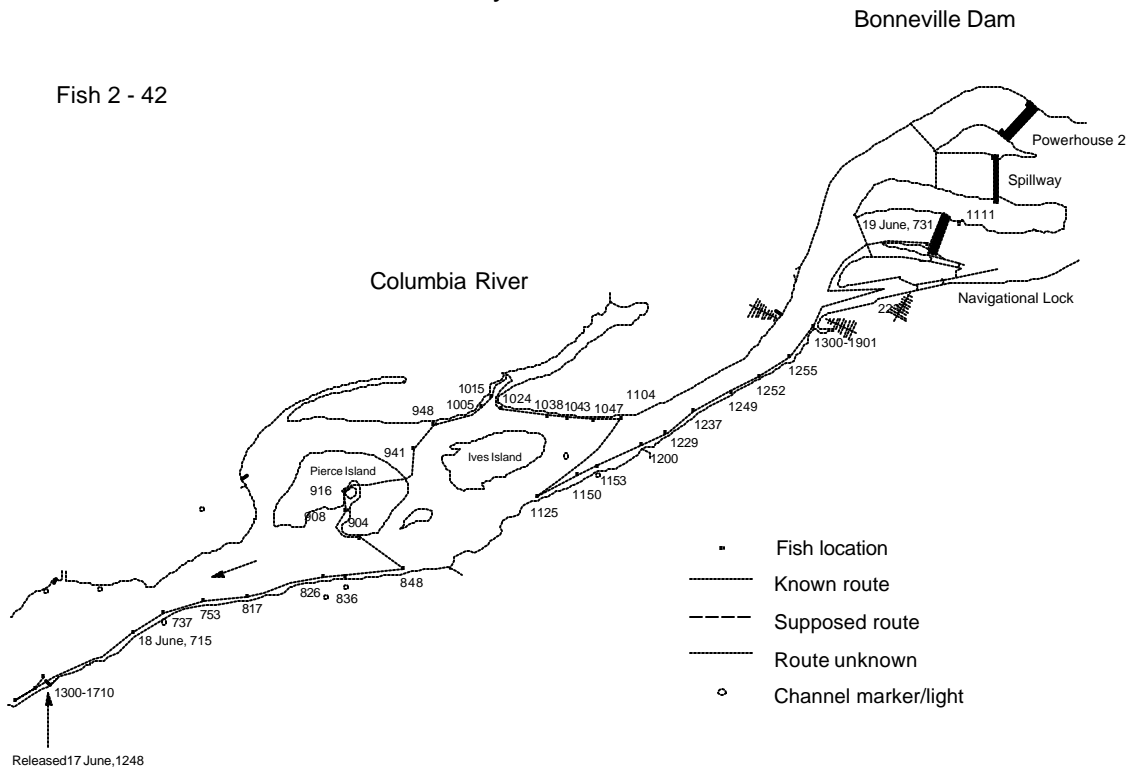 Bonneville Dam
Fish 2 - 42
Powerhouse 2
Spillway
1111
19 June, 731
Columbia River
Navigational Lock
1300-1901
1255
1252
1249
1237
1229
1200
1104
1015
1005
1024
1038
1043
1047
948
941
Ives Island
Pierce Island
916
908
904
1153
1150
1125
848
836
826
817
753
737
18 June, 715
1300-1710
Released17 June,1248
Fish location
Known route
Supposed route
Route unknown
Channel marker/light